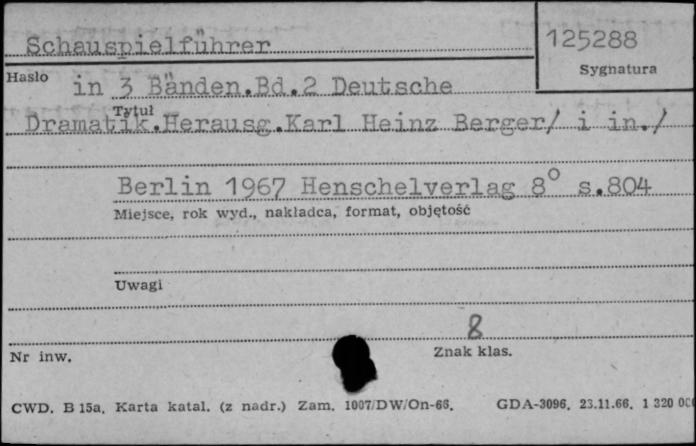 Schauspielführer
125288
Sygnatura
Hasło
in 3 Bänden.Bd.2 Deutsche
Tytuł
Dramatik.Herausg.Karl Heinz Berger/ i in./
Berlin 1967 Henschelverlag 8° s.804
Miejsce, rok wyd., nakładca, format, objętość
Uwagi
8
Nr inw.
Znak klas.
CWD. B 15a. Karta katal. (z nadr.) Zam. 1007/DW/On-66. GDA-3096. 23.11.66. 1 320 000